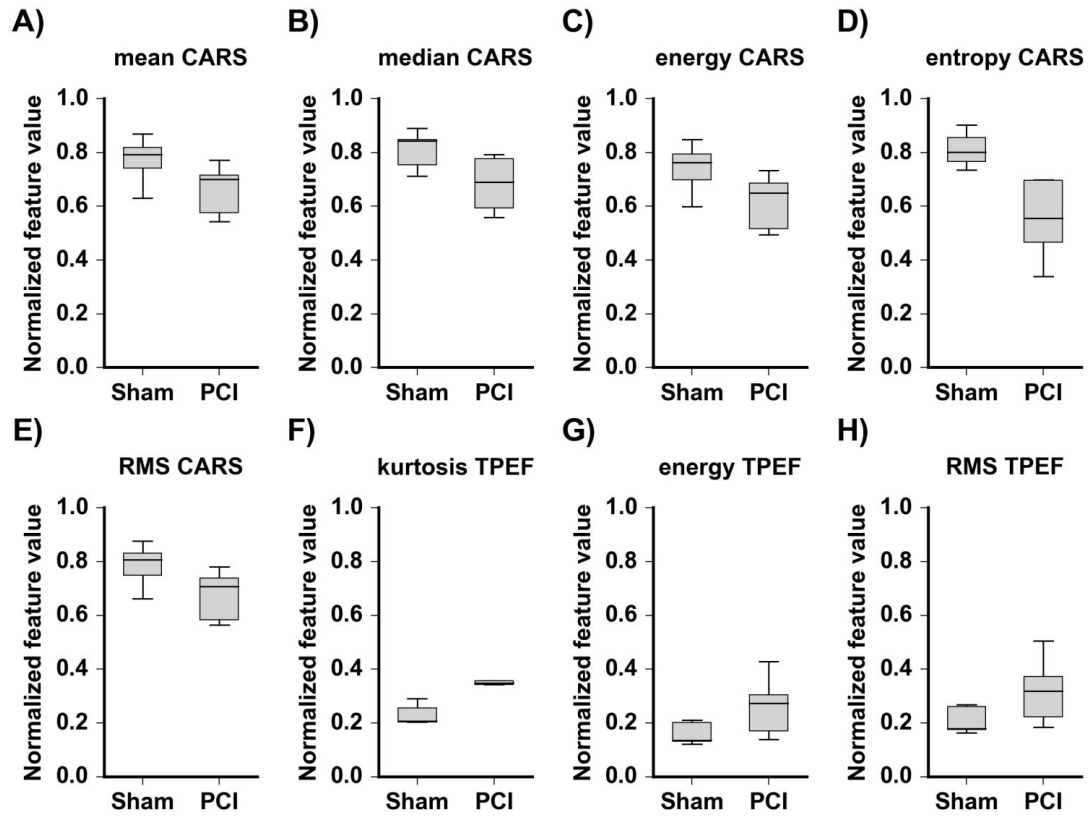 A) B) C) D)
mean CARS median CARS energy CARS entropy CARS
Normalized feature value Normalized feature value Normalized feature value Normalized feature value
1.0 1.0 1.0 1.0
0.8 0.8 0.8 0.8
0.6 0.6 0.6 0.6
0.4 0.4 0.4 0.4
0.2 0.2 0.2 0.2
0.0 0.0 0.0 0.0
Sham PCI Sham PCI Sham PCI Sham PCI
E) F) G) H)
RMS CARS kurtosis TPEF energy TPEF RMS TPEF
Normalized feature value Normalized feature value Normalized feature value Normalized feature value
1.0 1.0 1.0 1.0
0.8 0.8 0.8 0.8
0.6 0.6 0.6 0.6
0.4 0.4 0.4 0.4
0.2 0.2 0.2 0.2
0.0 0.0 0.0 0.0
Sham PCI Sham PCI Sham PCI Sham PCI